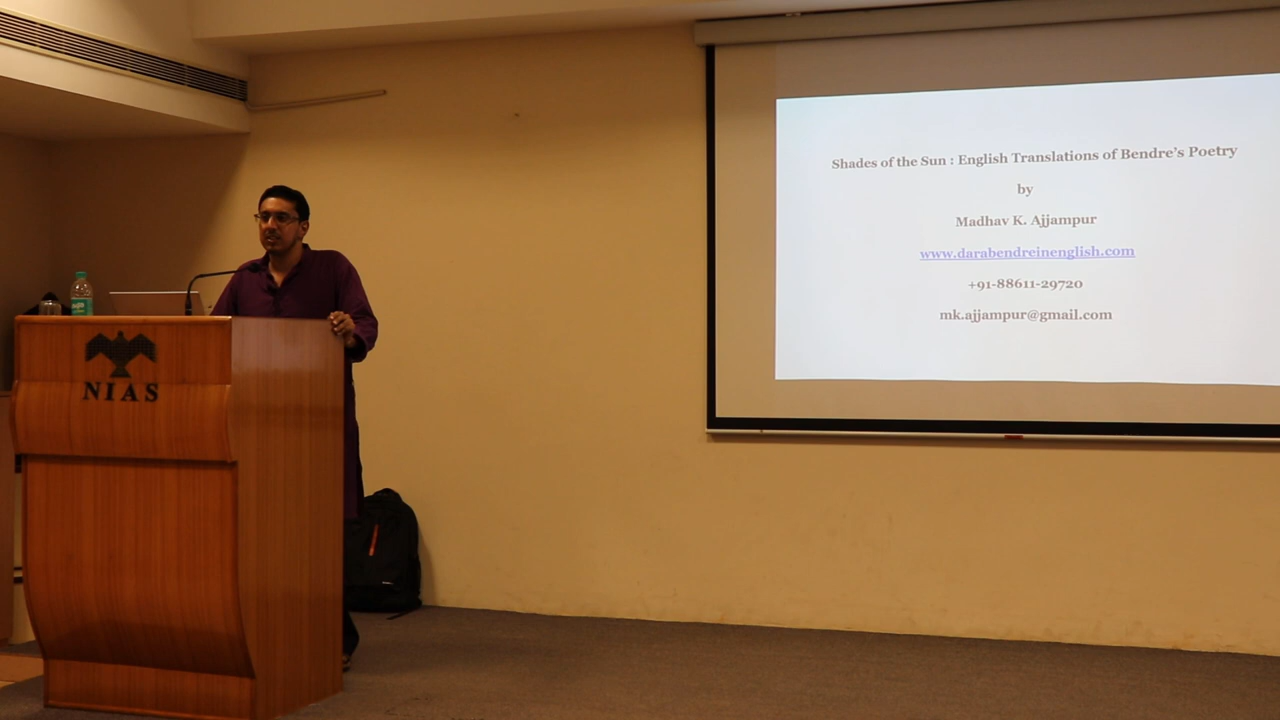 NIAS
Shades of the Sun : English Translations of Bendre's Poetry
by
Madhav K. Ajjampur
www.darabendreinenglish.com
+91-88611-29720
mk.ajjampur@gmail.com